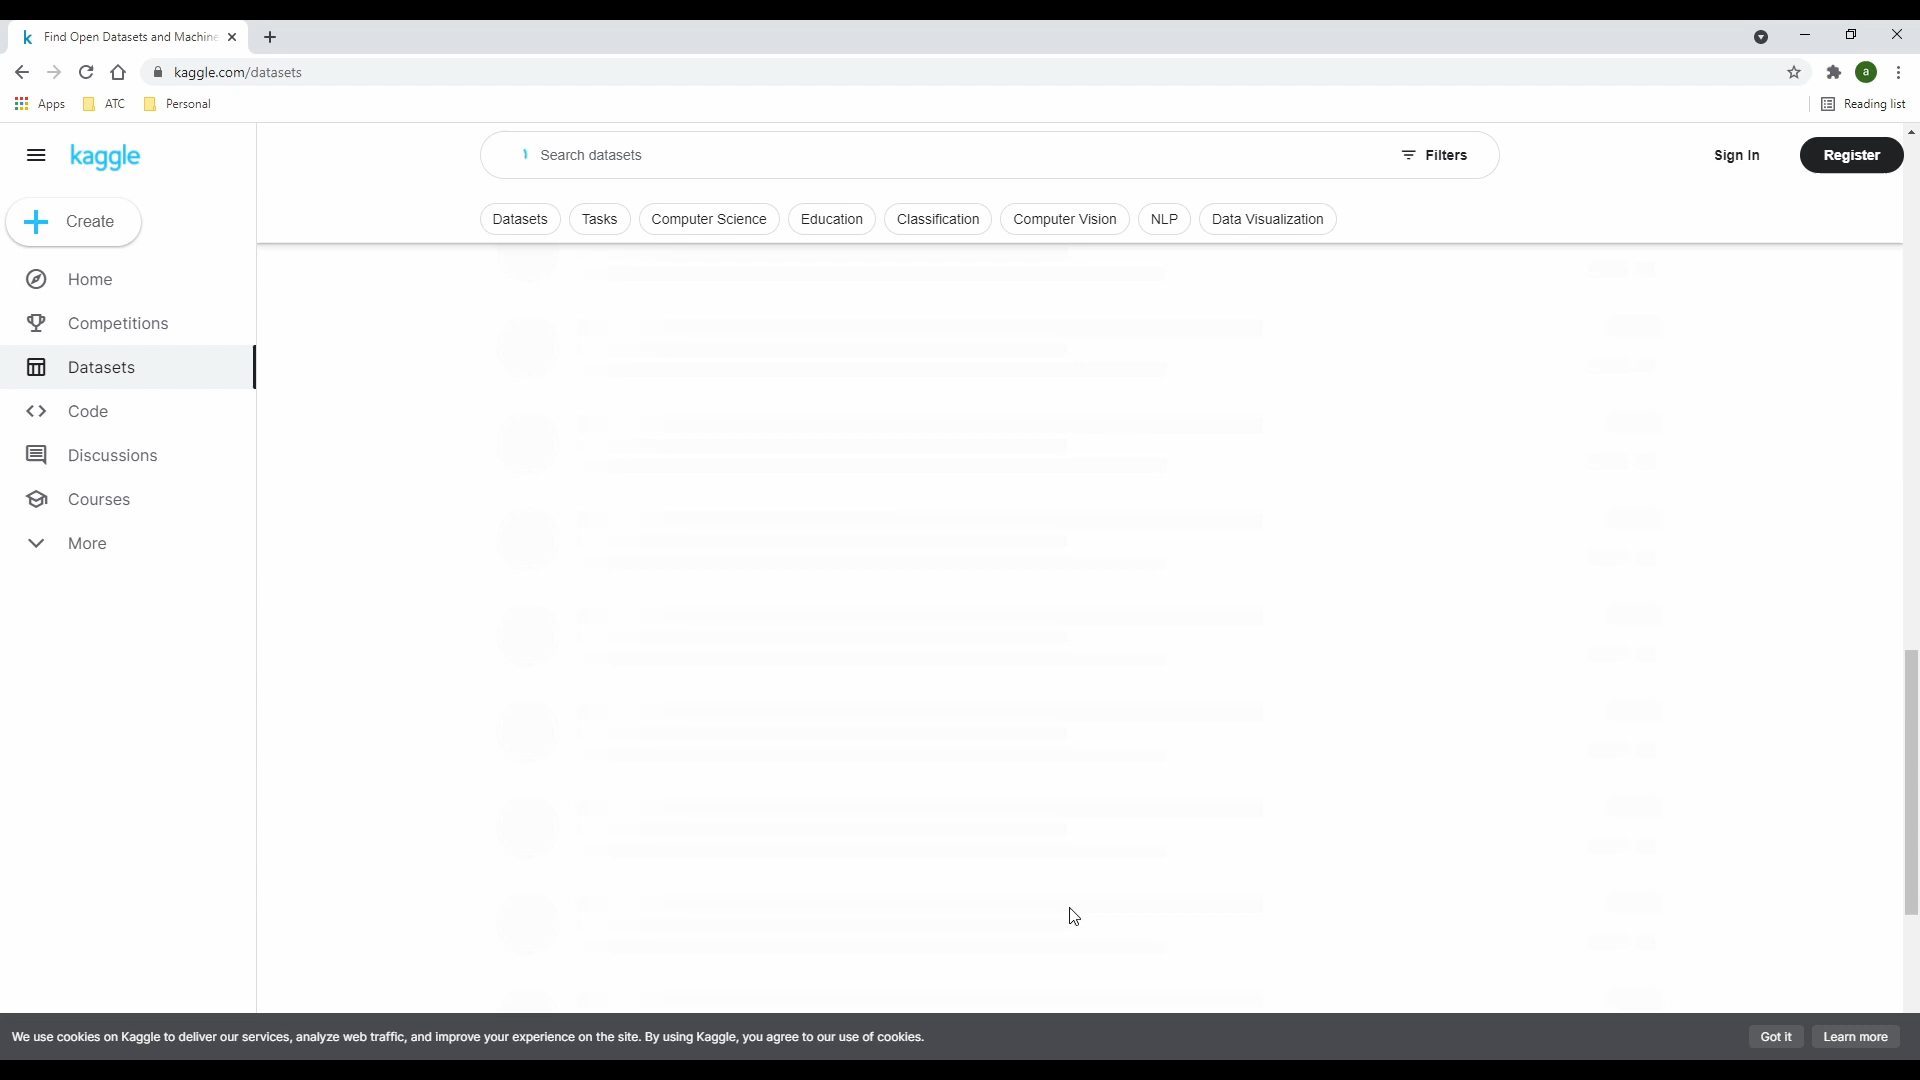 Find Open Datasets and Machine
kaggle.com/datasets
Apps ATC Personal Reading list
kaggle
Search datasets Filters Sign In Register
Create
Datasets Tasks Computer Science Education Classification Computer Vision NLP Data Visualization
Home
Competitions
Datasets
Code
Discussions
Courses
More
We use cookies on Kaggle to deliver our services, analyze web traffic, and improve your experience on the site. By using Kaggle, you agree to our use of cookies. Got it Learn more